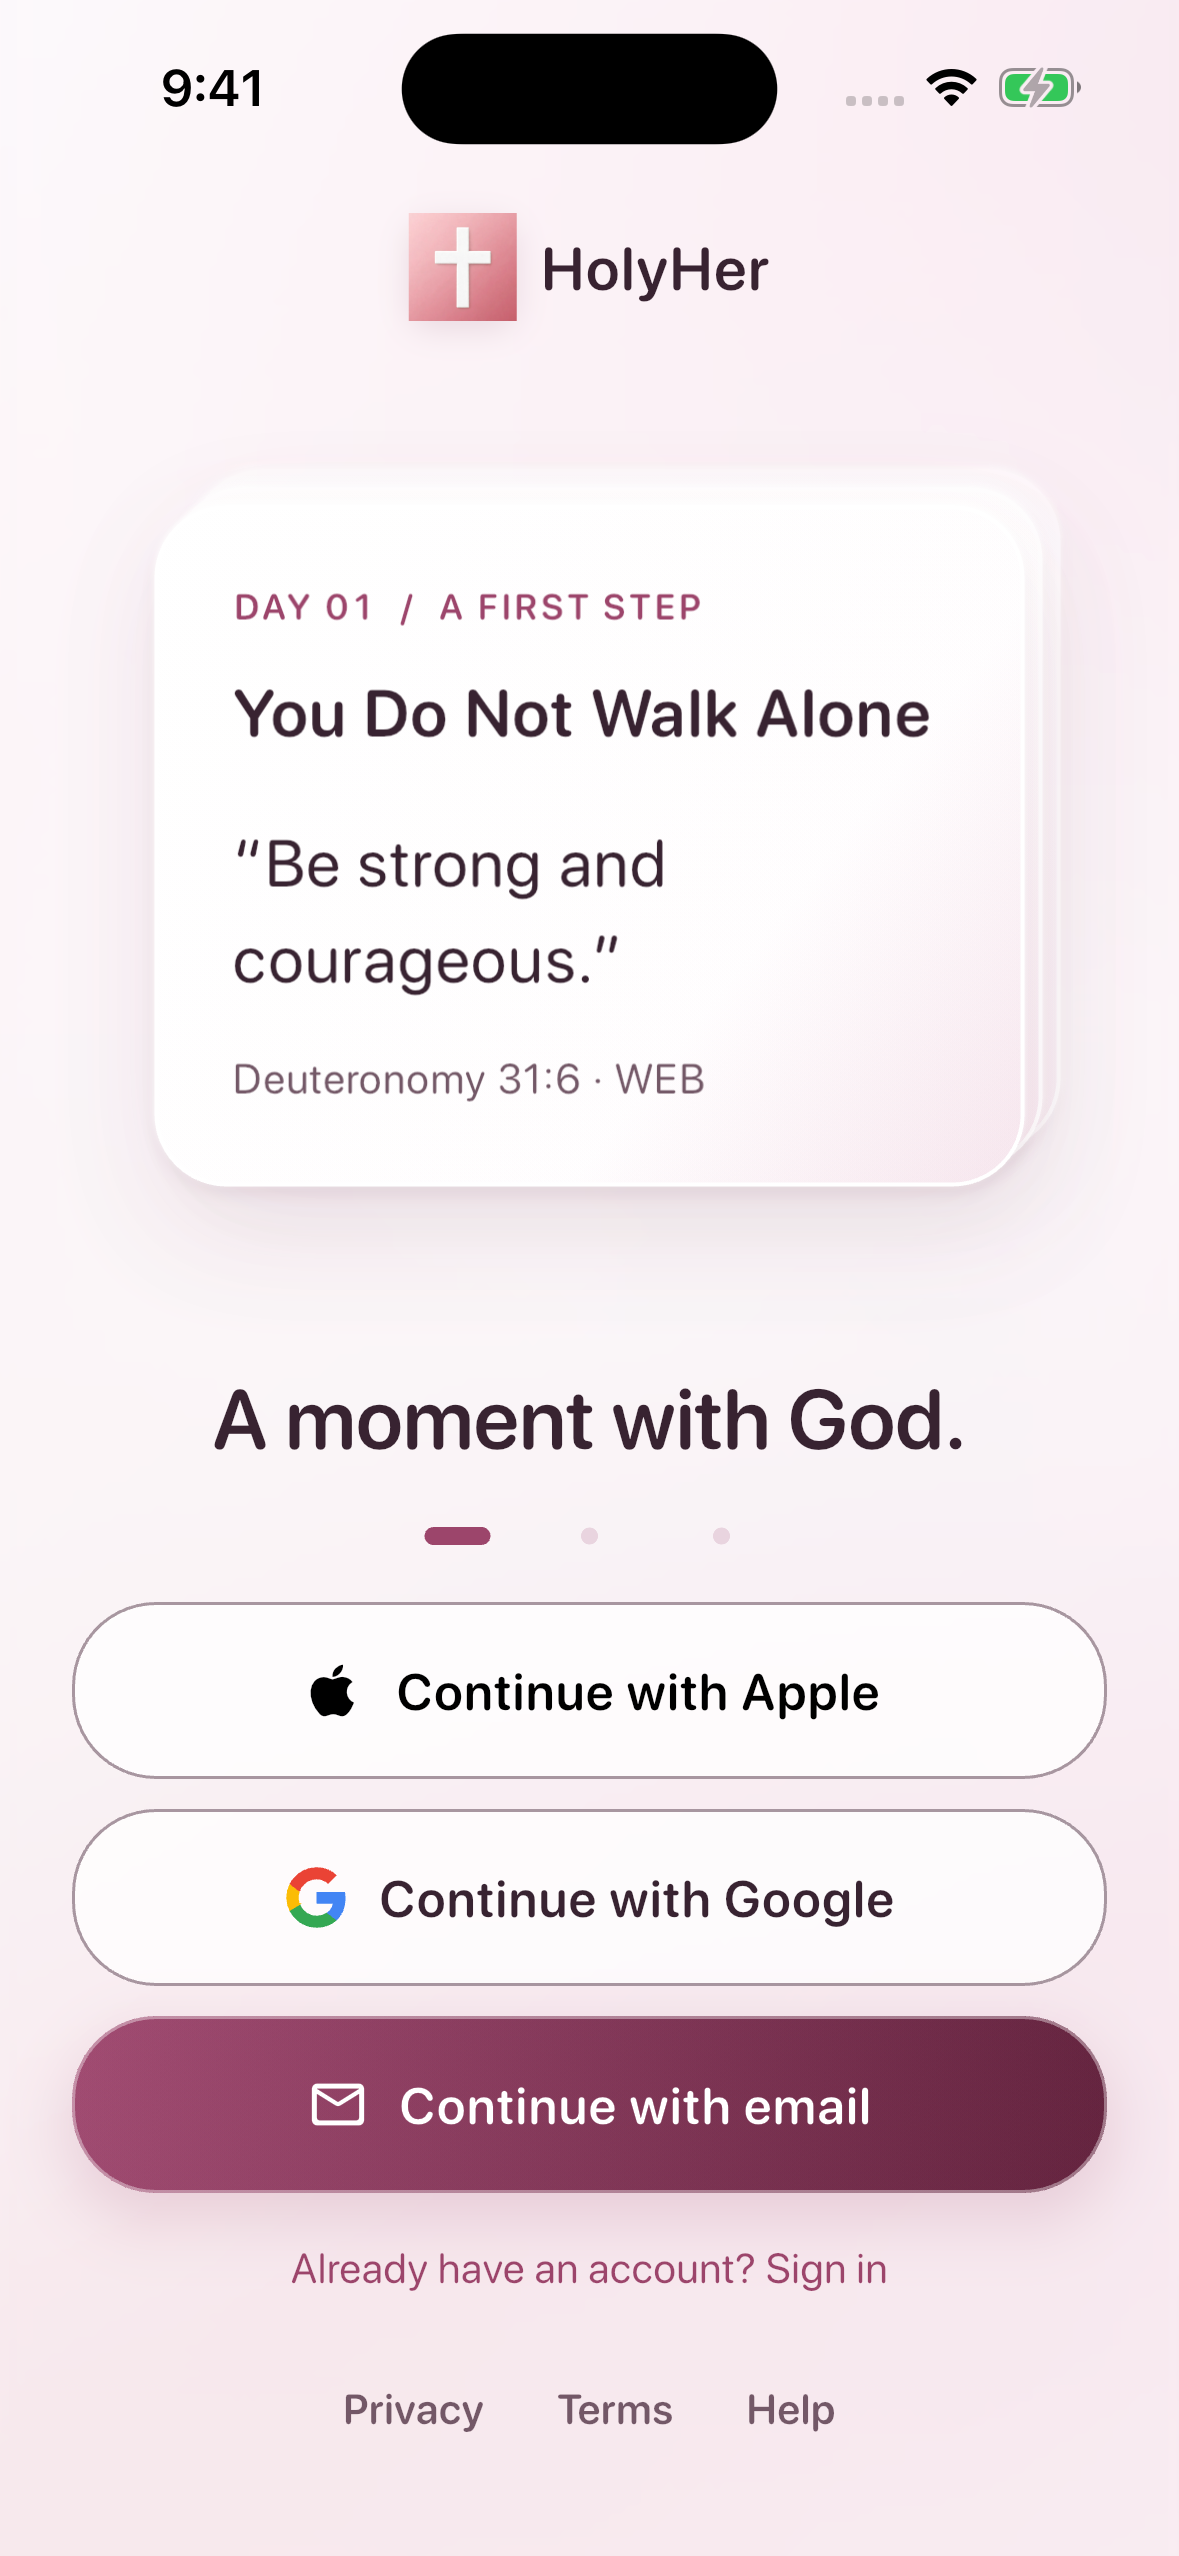 9:41
HolyHer
DAY 01 / A FIRST STEP
You Do Not Walk Alone
“Be strong and
courageous.”
Deuteronomy 31:6 · WEB
A moment with God.
Continue with Apple
Continue with Google
Continue with email
Already have an account? Sign in
Privacy Terms Help